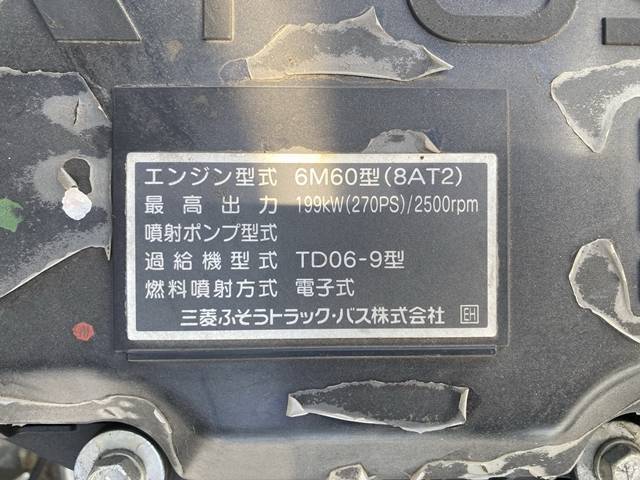 エンジン型式 6M60型(8AT2)
最高出力 199kW(270PS)/2500rpm
噴射ポンプ型式
過給機型式 TD06-9型
燃料噴射方式 電子式
三菱ふそうトラック・バス株式会社 EH